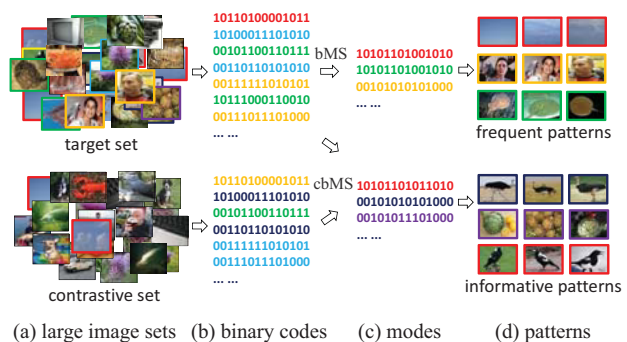 10110100001011
10100011101010
00101100110111
00110110101010
00111111010101
10111000110010
00111011101000
... ...
target set
bMS
10101101001010
10101101001010
00101010101000
... ...
frequent patterns
10110100001011
10100011101010
00101100110111
00110110101010
00111111010101
00111011101000
... ...
contrastive set
cbMS
10101101011010
00101010101000
00101011101000
... ...
informative patterns
(a) large image sets
(b) binary codes
(c) modes
(d) patterns